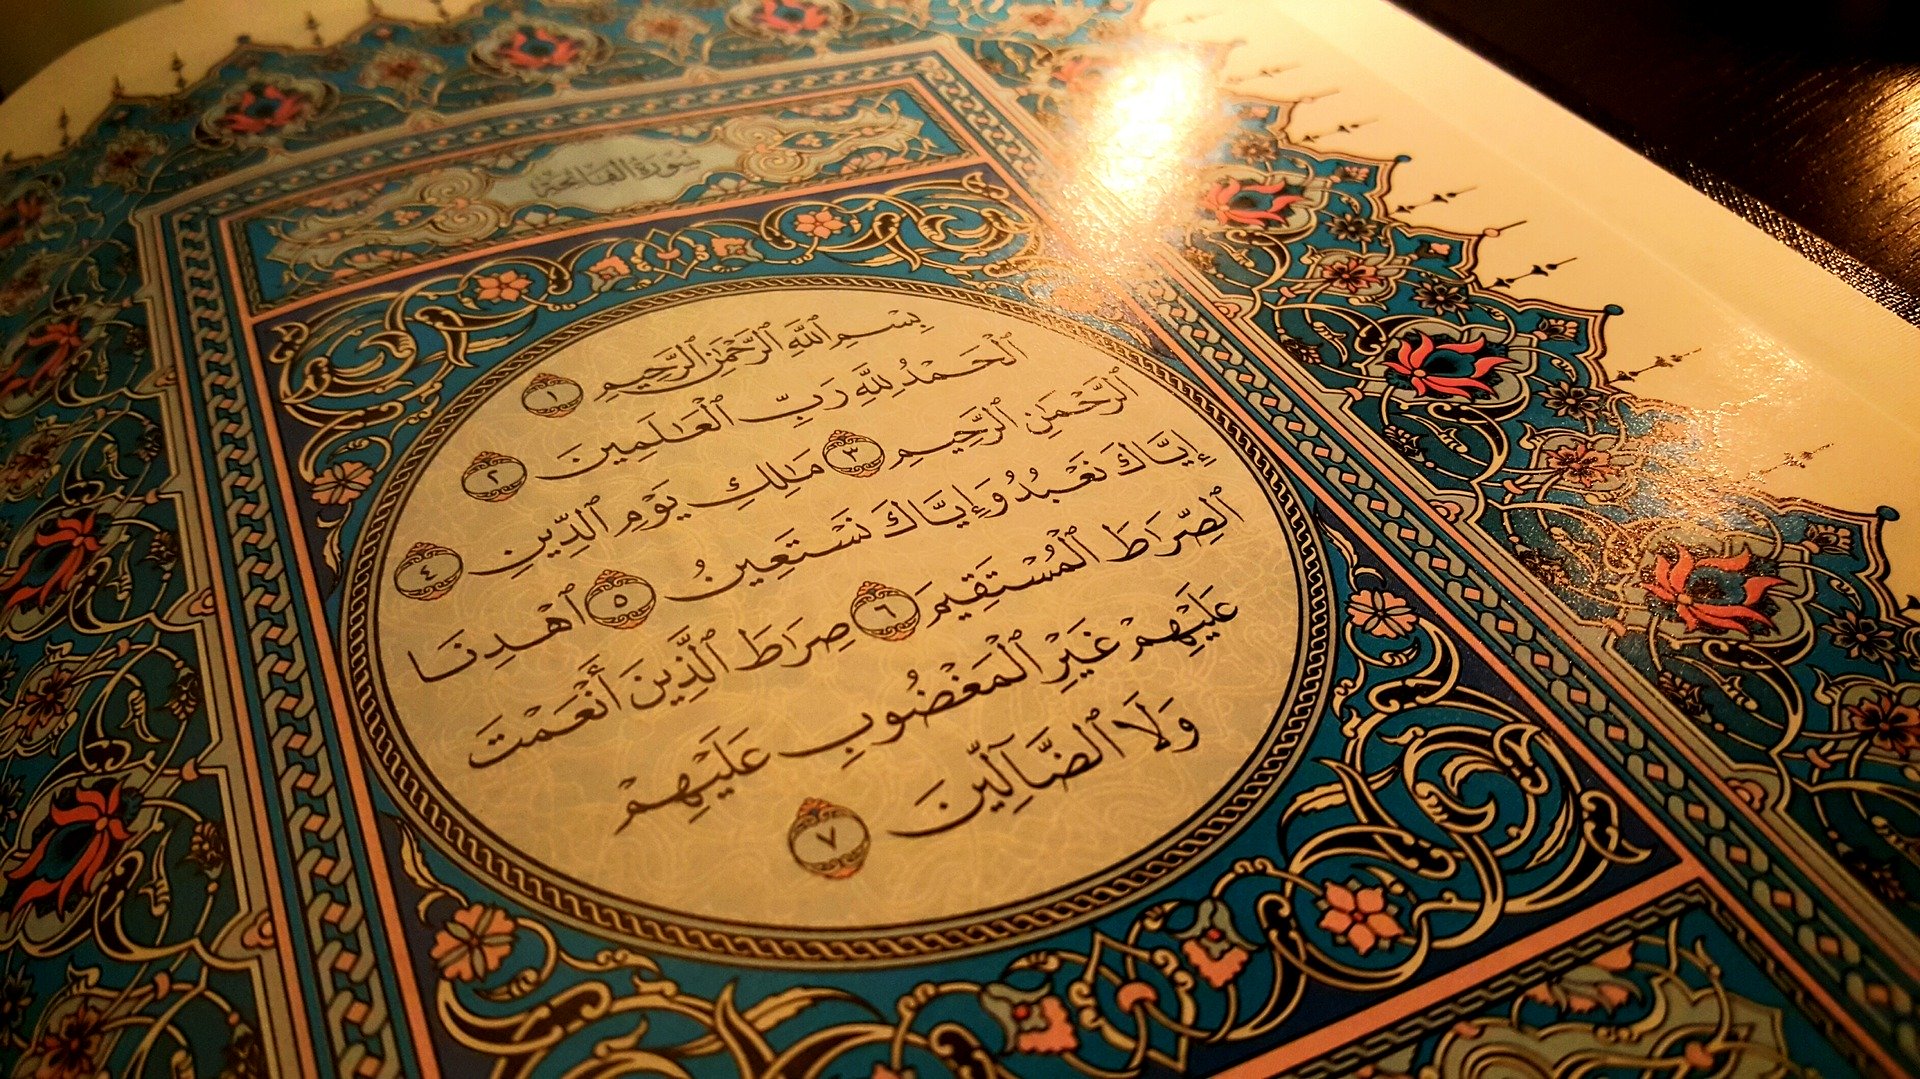 سُورَةُ الفَاتِحَةِ
بِسْمِ ٱللَّهِ ٱلرَّحْمَٰنِ ٱلرَّحِيمِ ١
ٱلْحَمْدُ لِلَّهِ رَبِّ ٱلْعَٰلَمِينَ ٢
ٱلرَّحْمَٰنِ ٱلرَّحِيمِ ٣ مَٰلِكِ يَوْمِ ٱلدِّينِ ٤
إِيَّاكَ نَعْبُدُ وَإِيَّاكَ نَسْتَعِينُ ٥ ٱهْدِنَا
ٱلصِّرَٰطَ ٱلْمُسْتَقِيمَ ٦ صِرَٰطَ ٱلَّذِينَ أَنْعَمْتَ
عَلَيْهِمْ غَيْرِ ٱلْمَغْضُوبِ عَلَيْهِمْ
وَلَا ٱلضَّآلِّينَ ٧